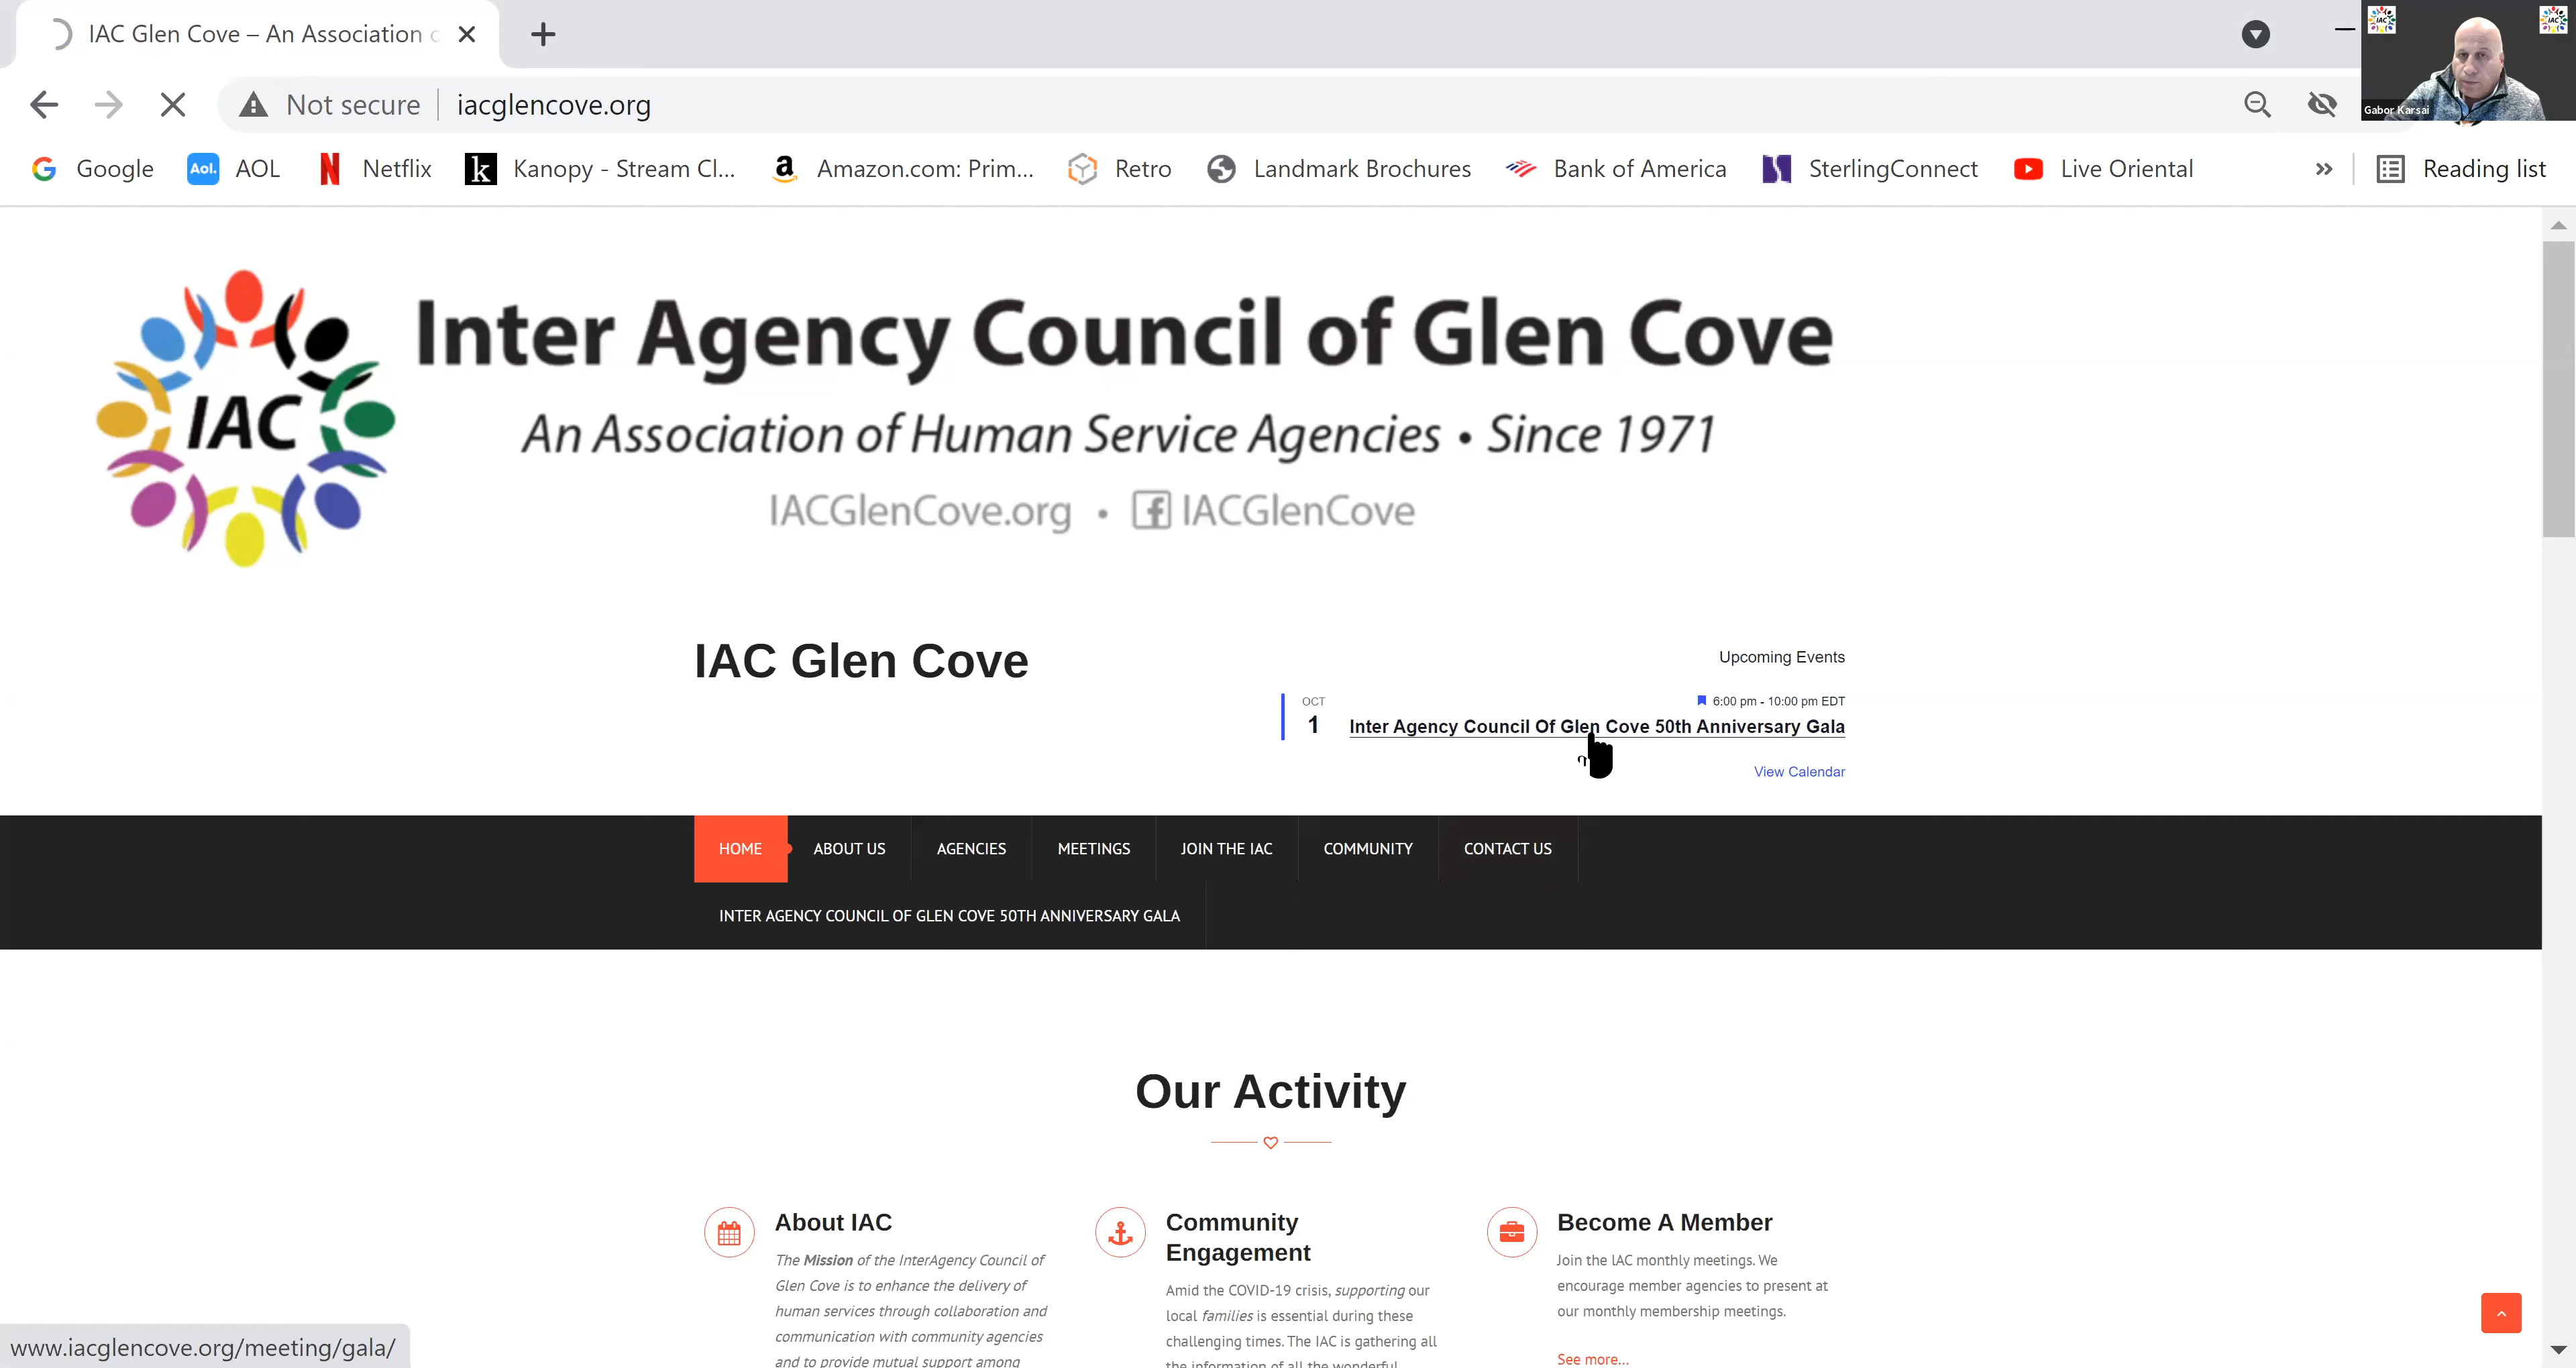 IAC Glen Cove – An Association
Not secure
iacglencove.org
Gabor Karsai
Google
Aol.
AOL
Netflix
k
Kanopy - Stream Cl...
a
Amazon.com: Prim...
Retro
Landmark Brochures
Bank of America
SterlingConnect
Live Oriental
»
Reading list
IAC
Inter Agency Council of Glen Cove
An Association of Human Service Agencies • Since 1971
IACGlenCove.org • f IACGlenCove
IAC Glen Cove
Upcoming Events
OCT
1
6:00 pm - 10:00 pm EDT
Inter Agency Council Of Glen Cove 50th Anniversary Gala
View Calendar
HOME
ABOUT US
AGENCIES
MEETINGS
JOIN THE IAC
COMMUNITY
CONTACT US
INTER AGENCY COUNCIL OF GLEN COVE 50TH ANNIVERSARY GALA
Our Activity
About IAC
The Mission of the InterAgency Council of
Glen Cove is to enhance the delivery of
human services through collaboration and
communication with community agencies
and to provide mutual support among
Community
Engagement
Amid the COVID-19 crisis, supporting our
local families is essential during these
challenging times. The IAC is gathering all
the information of all the wonderful
Become A Member
Join the IAC monthly meetings. We
encourage member agencies to present at
our monthly membership meetings.
See more...
www.iacglencove.org/meeting/gala/